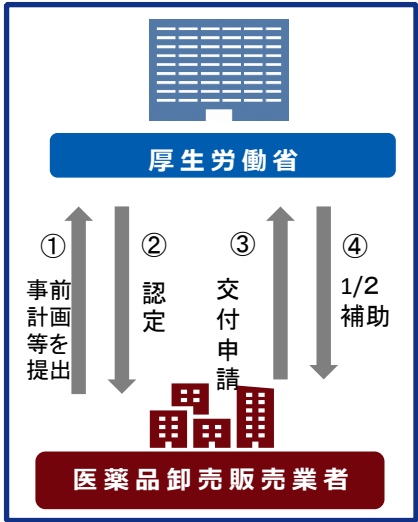 厚生労働省
①
事前
計画
等を
提出
②
認定
③
交付申請
④
1/2
補助
医薬品卸売販売業者